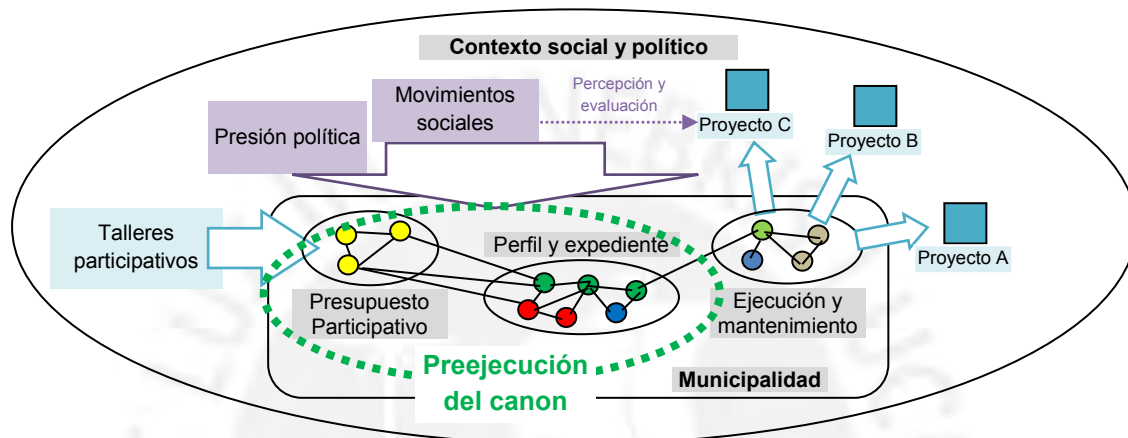 Contexto social y político
Movimientos
sociales
Percepción y
evaluación
Presión política
Proyecto C
Proyecto B
Talleres
participativos
Perfil y expediente
Proyecto A
Presupuesto
Participativo
Ejecución y
mantenimiento
Preejecución
del canon
Municipalidad